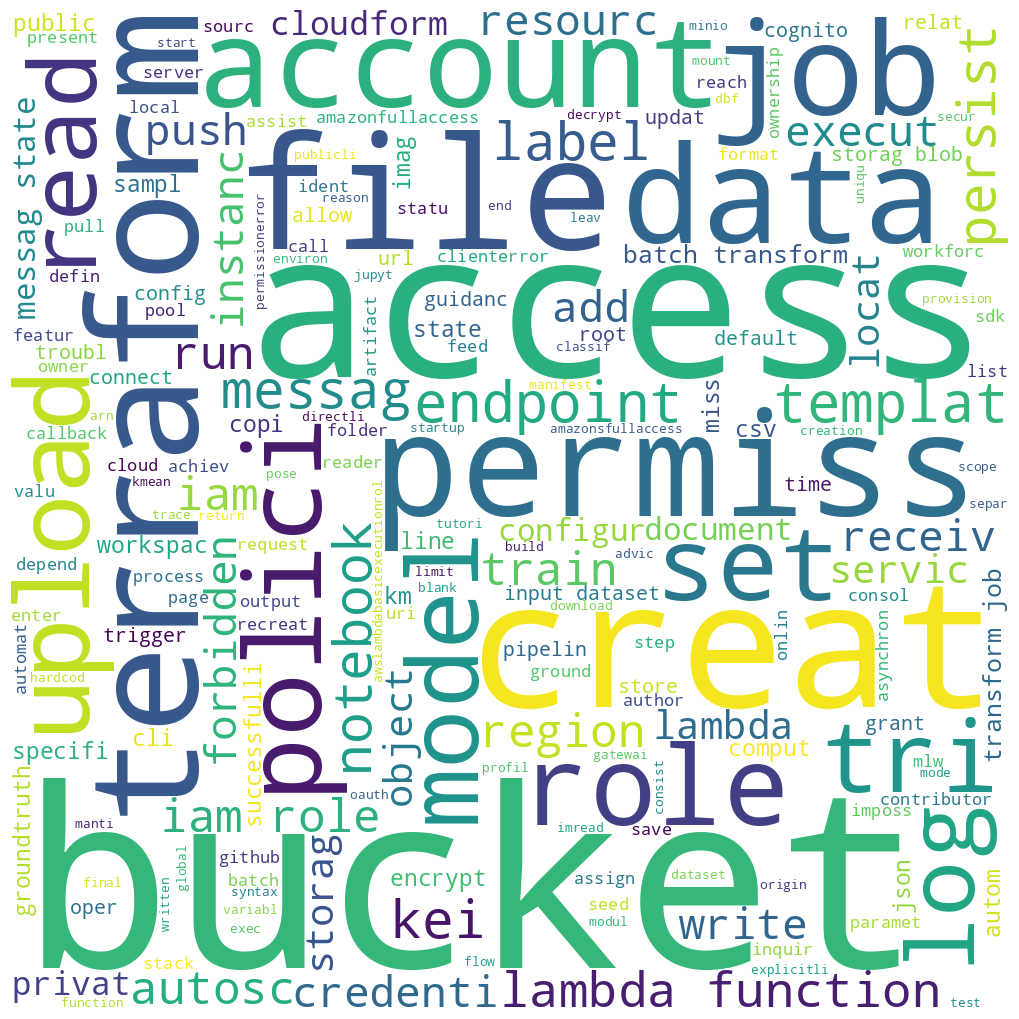 public
present
sourc
start
server
cloudform
resourc
minio
cognito
relat
account
job
mount
reach
dbf
ownership
persist
read
terraform
local
push
assist
amazonfullaccess
decrypt
updat
label
execut
secur
message state
sampl
pull
defin
instanc
publiccli
ident
reason
allow
imag
statu
end
file
data
format
storag blob
uniqu
leav
call
environ
permissionerror
jupyt
url
clienterror
batch transform
workforc
config
pool
featur
troubl
owner
connect
run
access
artifact
guidanc
state
feed
add
root
classif
default
locat
provision
sdk
list
upload
arn
callback
valu
cloud
achiev
kmean
copi
directli
folder
messag
endpoint
manifest
miss
csv
templat
startup
amazonsfullaccess
creation
reader
pose
iam
trace
return
polici
permiss
time
scope
separ
depend
workspac
process
page
request
forbidden
output
recreat
notebook
awslambdabasicexecutionrol
line
tutori
build
advic
configur
document
set
receiv
km
uri
limit
blank
train
input dataset
download
servic
consol
enter
trigger
automat
hardcod
model
creat
pipelin
ground
step
store
author
onlin
asynchron
transform job
specifi
cli
successfulli
object
region
lambda
gatewai
profil
consist
comput
grant
tri
mlw
mode
contributor
groundtruth
manti
iam role
oauth
role
imread
save
imposs
bucket
final
oper
written
global
github
batch
syntax
variabl
exec
storag
encrypt
kei
assign
seed
modul
dataset
origin
write
inquir
paramet
json
log
autom
privat
function
stack
autosc
credenti
flow
lambda function
explicitli
test